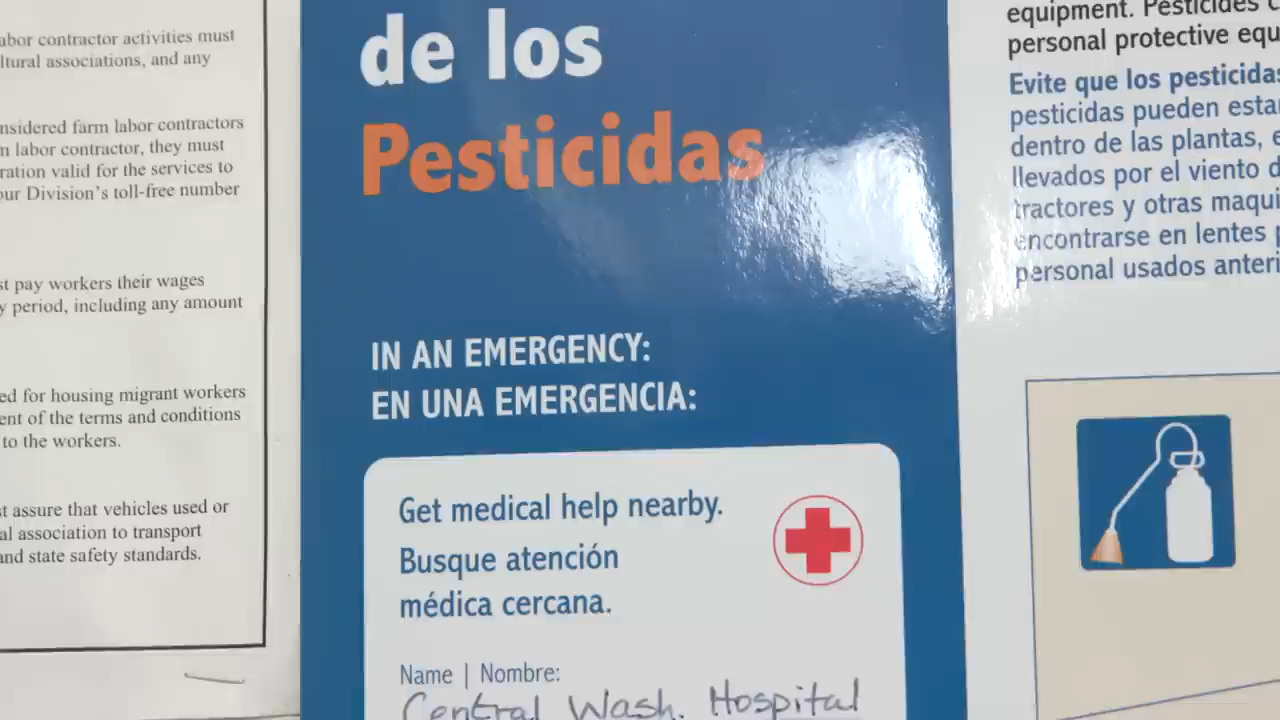 abor contractor activities must
ltural associations, and any
nsidered farm labor contractors
n labor contractor, they must
ration valid for the services to
our Division's toll-free number
st pay workers their wages
y period, including any amount
ed for housing migrant workers
ent of the terms and conditions
to the workers.
st assure that vehicles used or
al association to transport
and state safety standards.
de los
Pesticidas
IN AN EMERGENCY:
EN UNA EMERGENCIA:
Get medical help nearby.
Busque atención
médica cercana.
Name | Nombre:
Central Wash. Hospital
equipment. Pesticides c
personal protective equ
Evite que los pesticidas
pesticidas pueden esta
dentro de las plantas, e
llevados por el viento d
tractores y otras maqui
encontrarse en lentes p
personal usados anteri